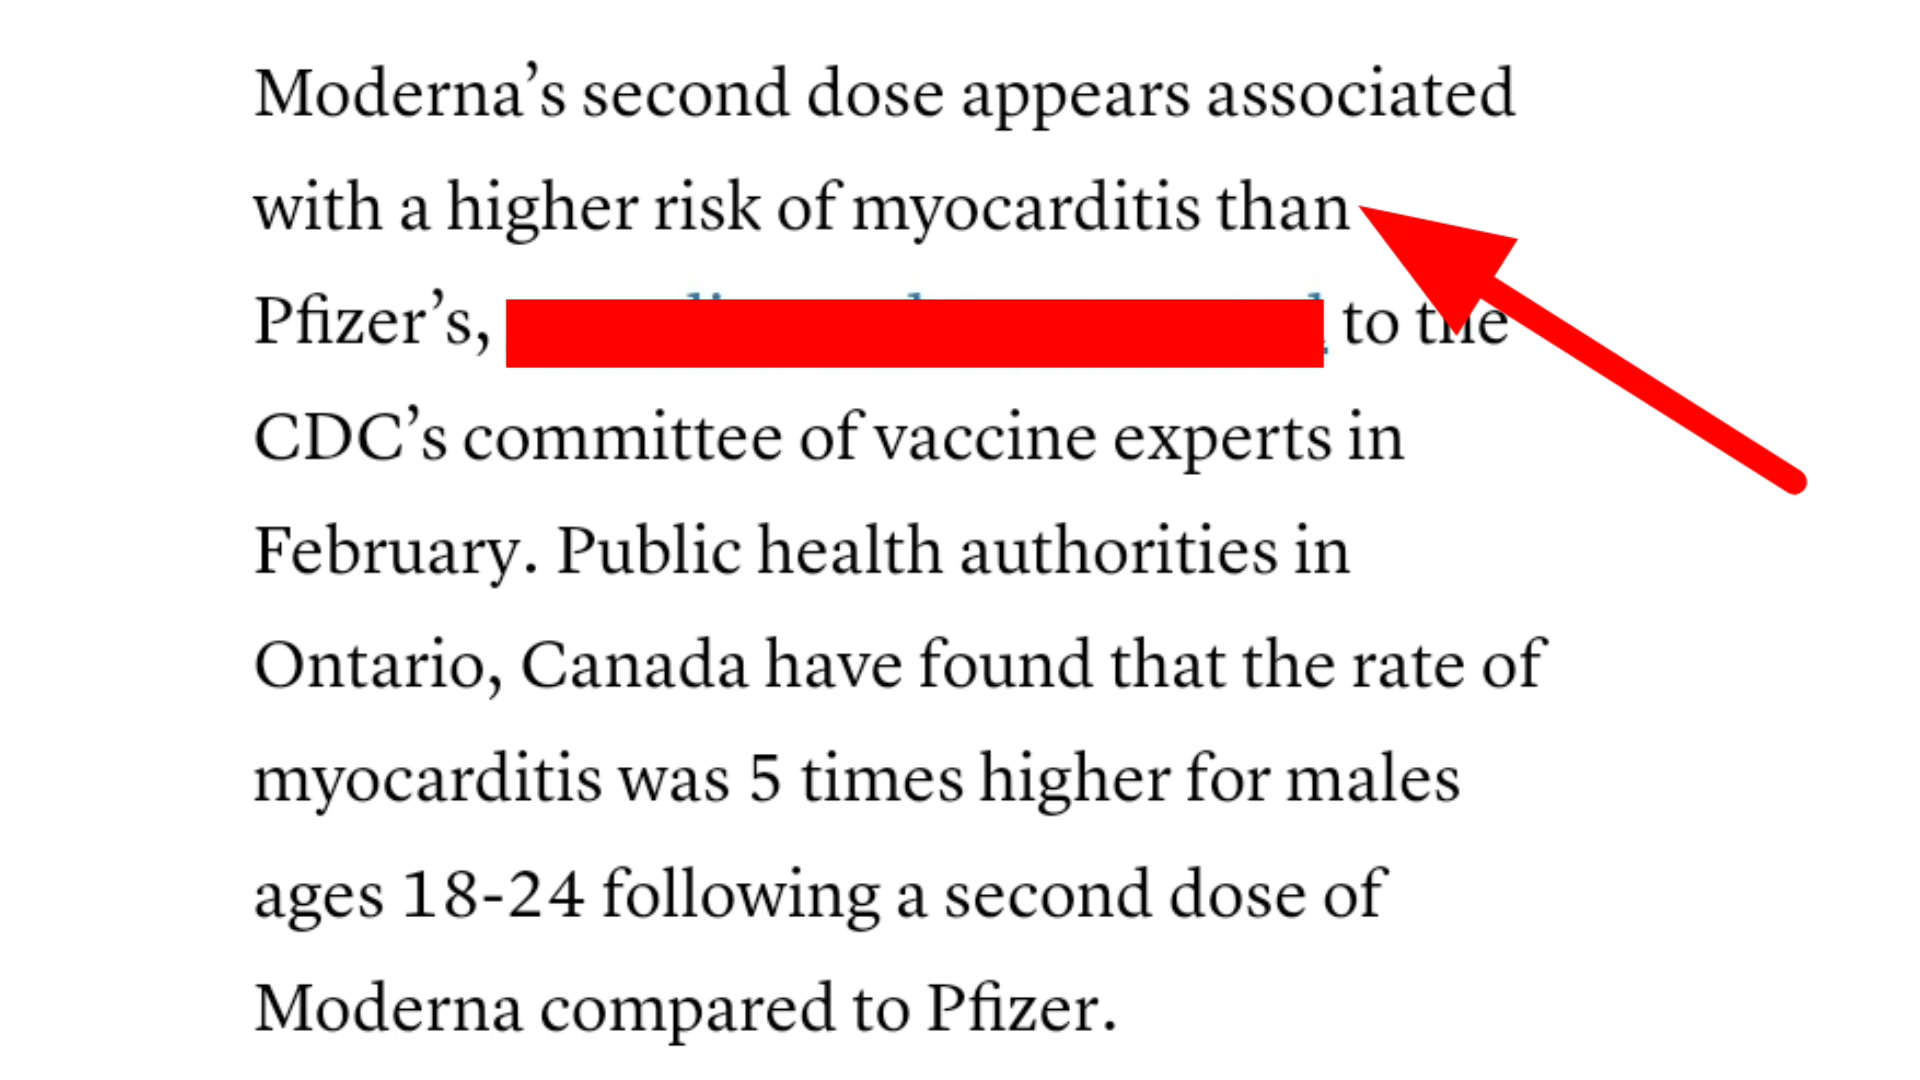 Moderna’s second dose appears associated
with a higher risk of myocarditis than
Pfizer’s, to the
CDC’s committee of vaccine experts in
February. Public health authorities in
Ontario, Canada have found that the rate of
myocarditis was 5 times higher for males
ages 18-24 following a second dose of
Moderna compared to Pfizer.